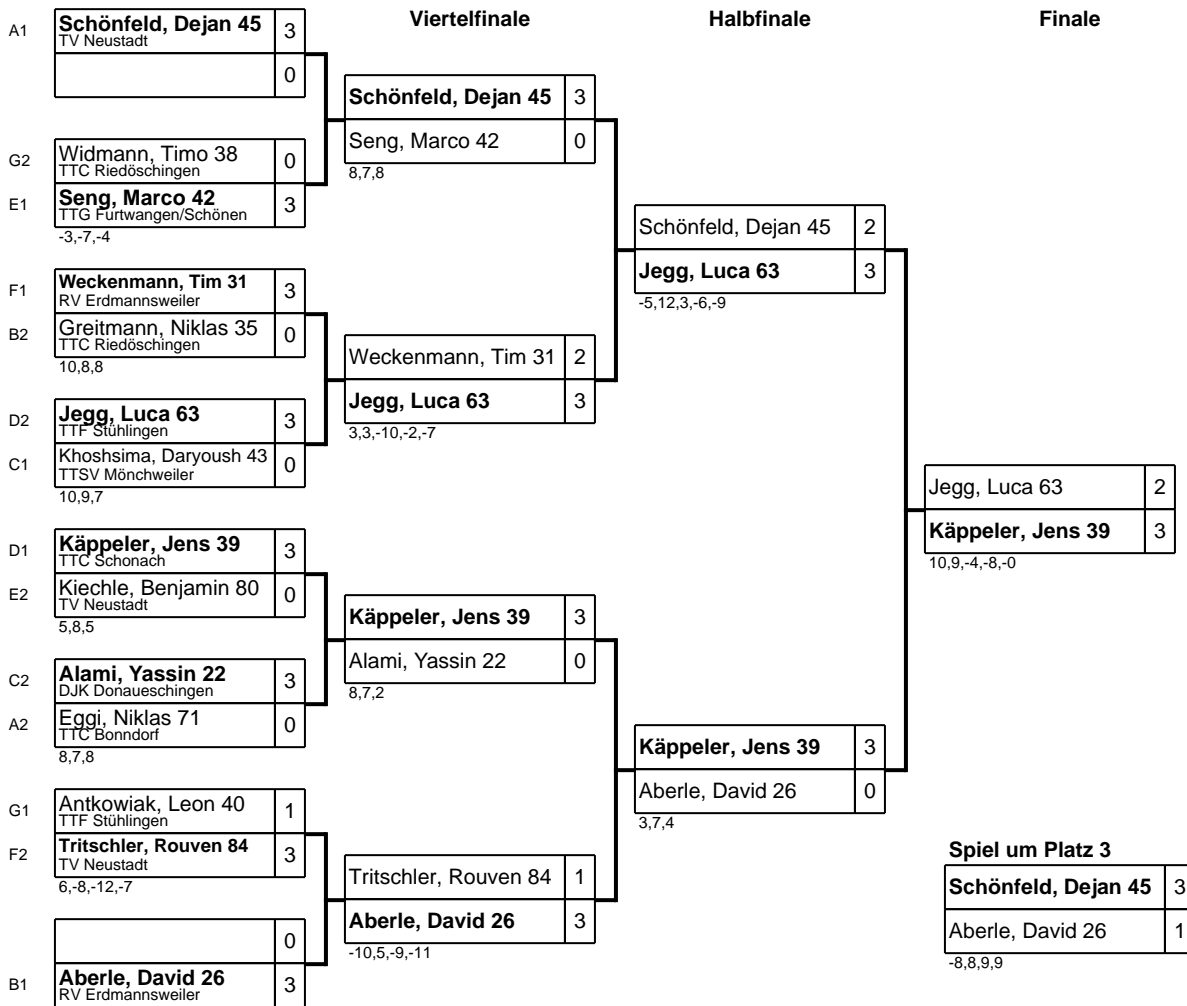 Viertelfinale
Halbfinale
Finale
A1
Schönfeld, Dejan 45
3
TV Neustadt
0
G2
Widmann, Timo 38
0
TTC Riedöschingen
E1
Seng, Marco 42
3
TTG Furtwangen/Schönen
-3,-7,-4
F1
Weckenmann, Tim 31
3
RV Erdmannsweiler
B2
Greitmann, Niklas 35
0
TTC Riedöschingen
10,8,8
D2
Jegg, Luca 63
3
TTF Stühlingen
C1
Khoshsima, Daryoush 43
0
TTSV Mönchweiler
10,9,7
D1
Käppeler, Jens 39
3
TTC Schonach
E2
Kiechle, Benjamin 80
0
TV Neustadt
5,8,5
C2
Alami, Yassin 22
3
DJK Donaueschingen
A2
Eggi, Niklas 71
0
TTC Bonndorf
8,7,8
G1
Antkowiak, Leon 40
1
TTF Stühlingen
F2
Tritschler, Rouven 84
3
TV Neustadt
6,-8,-12,-7
0
B1
Aberle, David 26
3
RV Erdmannsweiler
Schönfeld, Dejan 45
3
Seng, Marco 42
0
8,7,8
Weckenmann, Tim 31
2
Jegg, Luca 63
3
3,3,-10,-2,-7
Käppeler, Jens 39
3
Alami, Yassin 22
0
8,7,2
Tritschler, Rouven 84
1
Aberle, David 26
3
-10,5,-9,-11
Schönfeld, Dejan 45
2
Jegg, Luca 63
3
-5,12,3,-6,-9
Käppeler, Jens 39
3
Aberle, David 26
0
3,7,4
Jegg, Luca 63
2
Käppeler, Jens 39
3
10,9,-4,-8,-0
Spiel um Platz 3
Schönfeld, Dejan 45
3
Aberle, David 26
1
-8,8,9,9